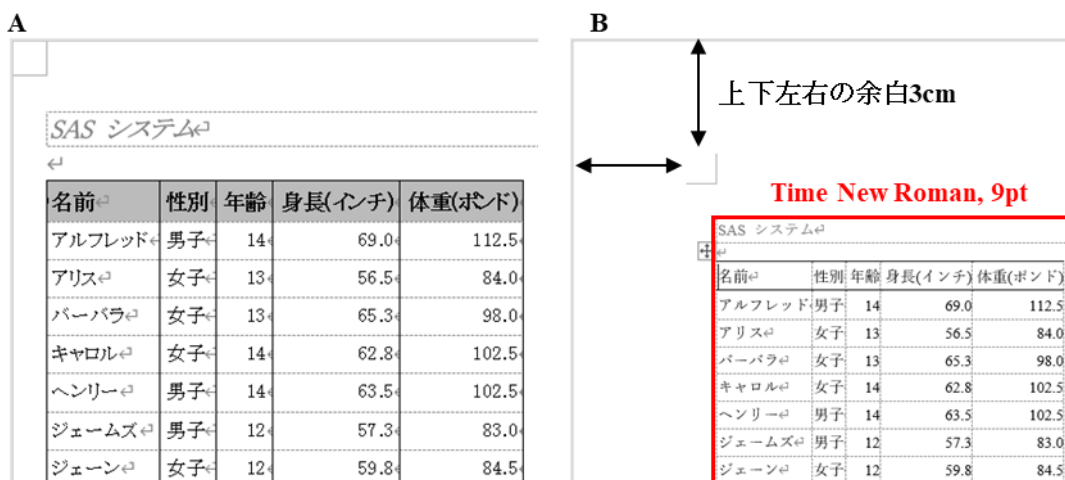 A
SAS システム
名前 性別 年齢 身長(インチ) 体重(ポンド)
アルフレッド 男子 14 69.0 112.5
アリス 女子 13 56.5 84.0
バーバラ 女子 13 65.3 98.0
キャロル 女子 14 62.8 102.5
ヘンリー 男子 14 63.5 102.5
ジェームズ 男子 12 57.3 83.0
ジェーン 女子 12 59.8 84.5
B
上下左右の余白3cm
Time New Roman, 9pt
SAS システム
名前 性別 年齢 身長(インチ) 体重(ポンド)
アルフレッド 男子 14 69.0 112.5
アリス 女子 13 56.5 84.0
バーバラ 女子 13 65.3 98.0
キャロル 女子 14 62.8 102.5
ヘンリー 男子 14 63.5 102.5
ジェームズ 男子 12 57.3 83.0
ジェーン 女子 12 59.8 84.5